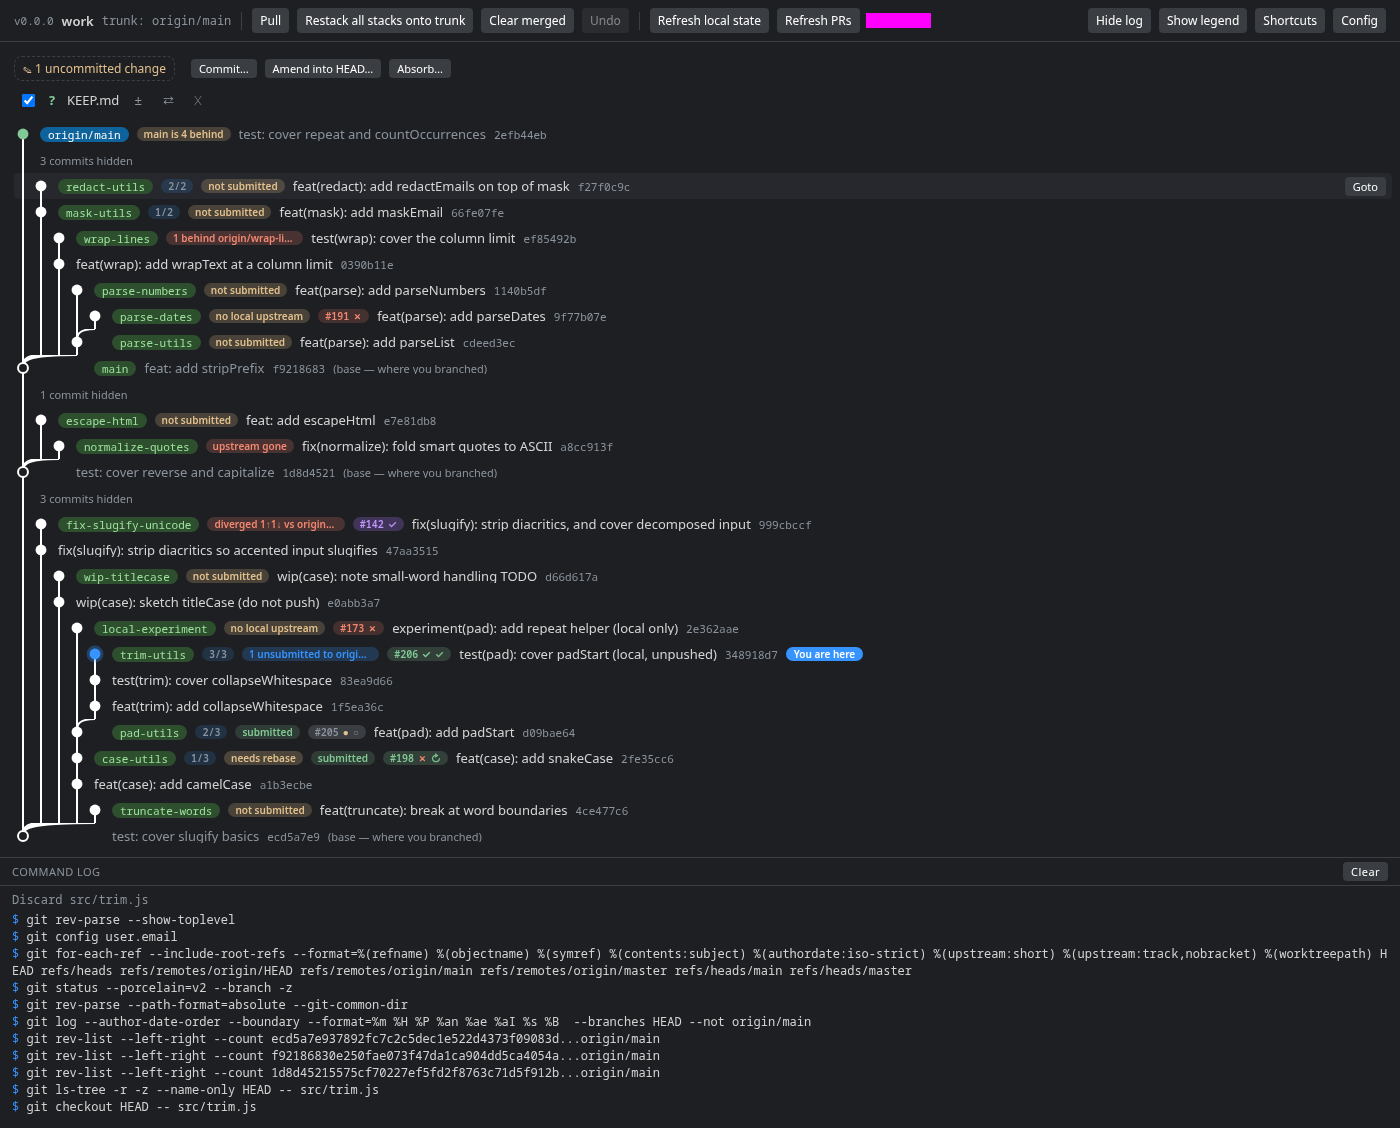 v0.0.0 work trunk: origin/main Pull Restack all stacks onto trunk Clear merged Undo Refresh local state Refresh PRs Hide log Show legend Shortcuts Config
✎ 1 uncommitted change Commit... Amend into HEAD... Absorb...
? KEEP.md ± ⇄ X
origin/main main is 4 behind test: cover repeat and countOccurrences 2efb44eb
3 commits hidden
redact-utils 2/2 not submitted feat(redact): add redactEmails on top of mask f27f0c9c Goto
mask-utils 1/2 not submitted feat(mask): add maskEmail 66fe07fe
wrap-lines 1 behind origin/wrap-li... test(wrap): cover the column limit ef85492b
feat(wrap): add wrapText at a column limit 0390b11e
parse-numbers not submitted feat(parse): add parseNumbers 1140b5df
parse-dates no local upstream #191 × feat(parse): add parseDates 9f77b07e
parse-utils not submitted feat(parse): add parseList cdeed3ec
main feat: add stripPrefix f9218683 (base — where you branched)
1 commit hidden
escape-html not submitted feat: add escapeHtml e7e81db8
normalize-quotes upstream gone fix(normalize): fold smart quotes to ASCII a8cc913f
test: cover reverse and capitalize 1d8d4521 (base — where you branched)
3 commits hidden
fix-slugify-unicode diverged 1↑1↓ vs origin... #142 ✓ fix(slugify): strip diacritics, and cover decomposed input 999cbccf
fix(slugify): strip diacritics so accented input slugifies 47aa3515
wip-titlecase not submitted wip(case): note small-word handling TODO d66d617a
wip(case): sketch titleCase (do not push) e0abb3a7
local-experiment no local upstream #173 × experiment(pad): add repeat helper (local only) 2e362aae
trim-utils 3/3 1 unsubmitted to origi... #206 ✓ ✓ test(pad): cover padStart (local, unpushed) 348918d7 You are here
test(trim): cover collapseWhitespace 83ea9d66
feat(trim): add collapseWhitespace 1f5ea36c
pad-utils 2/3 submitted #205 ● ○ feat(pad): add padStart d09bae64
case-utils 1/3 needs rebase submitted #198 × ↻ feat(case): add snakeCase 2fe35cc6
feat(case): add camelCase a1b3ecbe
truncate-words not submitted feat(truncate): break at word boundaries 4ce477c6
test: cover slugify basics ecd5a7e9 (base — where you branched)
COMMAND LOG Clear
Discard src/trim.js
$ git rev-parse --show-toplevel
$ git config user.email
$ git for-each-ref --include-root-refs --format=%(refname) %(objectname) %(symref) %(contents:subject) %(authordate:iso-strict) %(upstream:short) %(upstream:track,nobracket) %(worktreepath) H
EAD refs/heads refs/remotes/origin/HEAD refs/remotes/origin/main refs/remotes/origin/master refs/heads/main refs/heads/master
$ git status --porcelain=v2 --branch -z
$ git rev-parse --path-format=absolute --git-common-dir
$ git log --author-date-order --boundary --format=%m %H %P %an %ae %aI %s %B --branches HEAD --not origin/main
$ git rev-list --left-right --count ecd5a7e937892fc7c2c5dec1e522d4373f09083d...origin/main
$ git rev-list --left-right --count f92186830e250fae073f47da1ca904dd5ca4054a...origin/main
$ git rev-list --left-right --count 1d8d45215575cf70227ef5fd2f8763c71d5f912b...origin/main
$ git ls-tree -r -z --name-only HEAD -- src/trim.js
$ git checkout HEAD -- src/trim.js